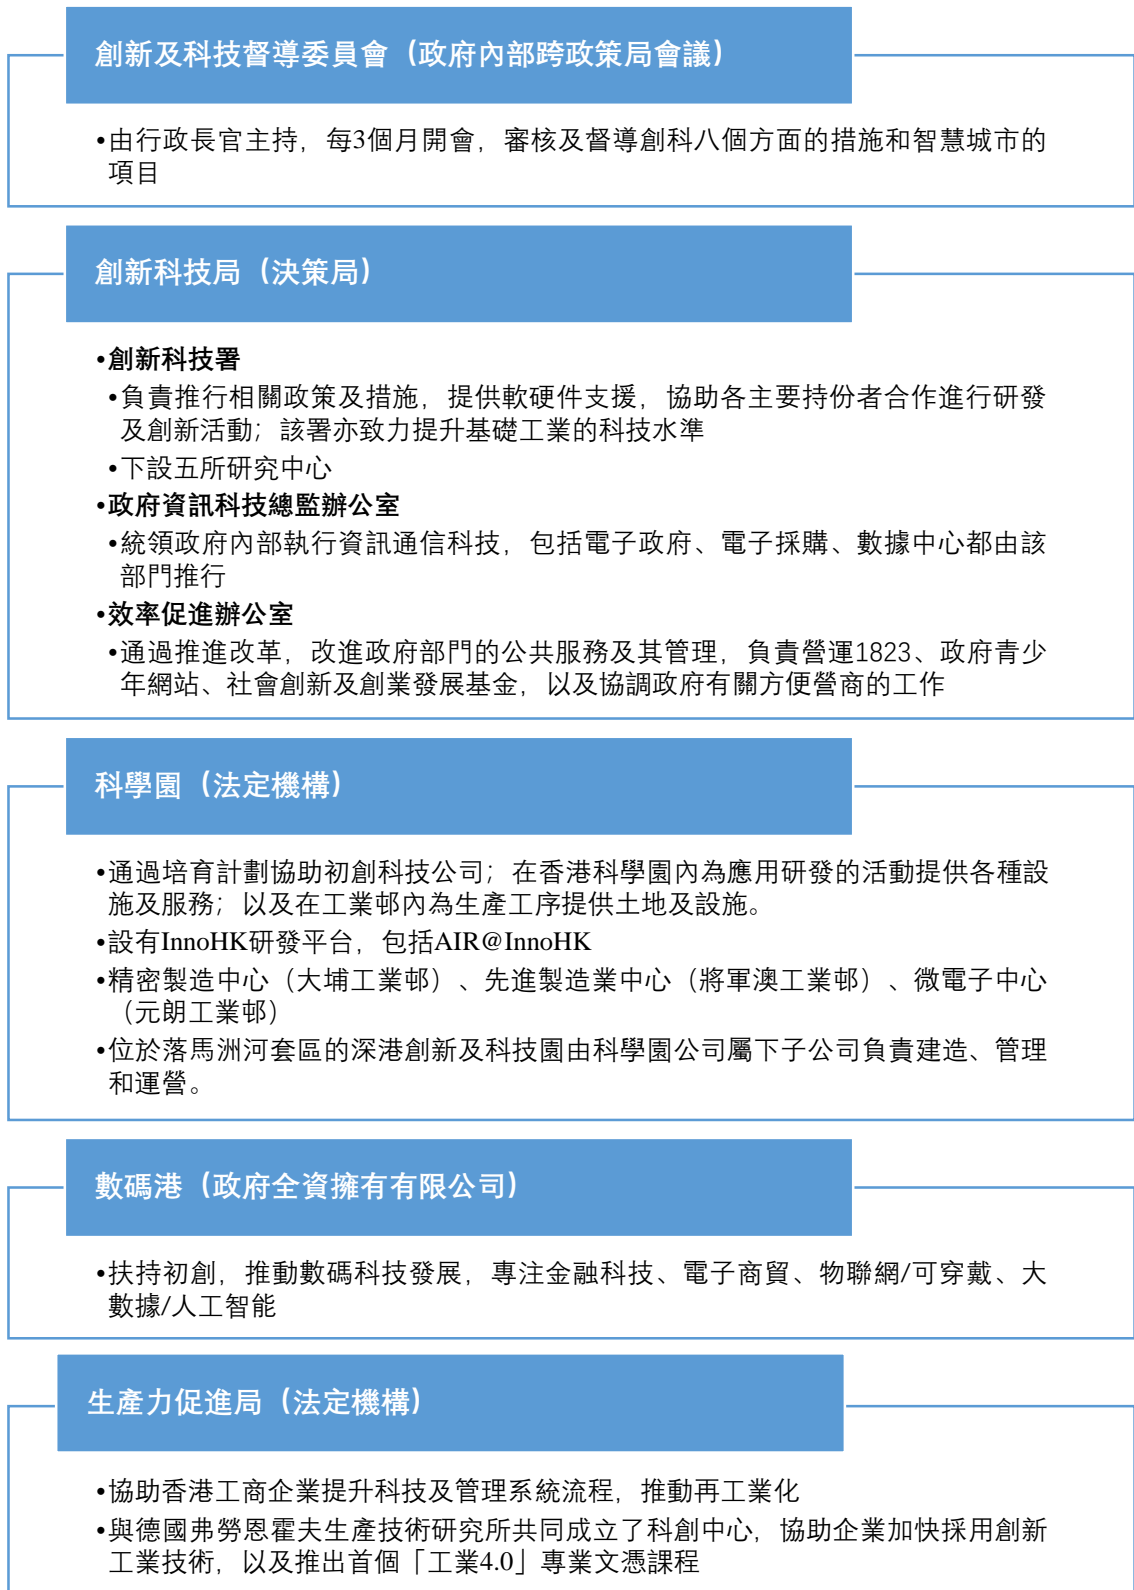 創新及科技督導委員會（政府內部跨政策局會議）
•由行政長官主持，每3個月開會，審核及督導創科八個方面的措施和智慧城市的
項目
創新科技局（決策局）
•創新科技署
•負責推行相關政策及措施，提供軟硬件支援，協助各主要持份者合作進行研發
及創新活動；該署亦致力提升基礎工業的科技水準
•下設五所研究中心
•政府資訊科技總監辦公室
•統領政府內部執行資訊通信科技，包括電子政府、電子採購、數據中心都由該
部門推行
•效率促進辦公室
•通過推進改革，改進政府部門的公共服務及其管理，負責營運1823、政府青少
年網站、社會創新及創業發展基金，以及協調政府有關方便營商的工作
科學園（法定機構）
•通過培育計劃協助初創科技公司；在香港科學園內為應用研發的活動提供各種設
施及服務；以及在工業邨內為生產工序提供土地及設施。
•設有InnoHK研發平台，包括AIR@InnoHK
•精密製造中心（大埔工業邨）、先進製造業中心（將軍澳工業邨）、微電子中心
（元朗工業邨）
•位於落馬洲河套區的深港創新及科技園由科學園公司屬下子公司負責建造、管理
和運營。
數碼港（政府全資擁有有限公司）
•扶持初創，推動數碼科技發展，專注金融科技、電子商貿、物聯網/可穿戴、大
數據/人工智能
生產力促進局（法定機構）
•協助香港工商企業提升科技及管理系統流程，推動再工業化
•與德國弗勞恩霍夫生產技術研究所共同成立了科創中心，協助企業加快採用創新
工業技術，以及推出首個「工業4.0」專業文憑課程